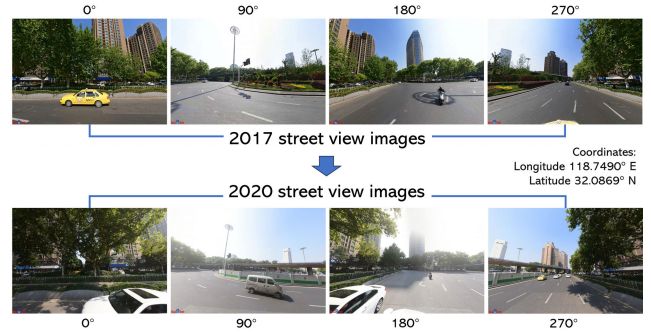 0° 90° 180° 270°
2017 street view images
Coordinates:
Longitude 118.7490° E
Latitude 32.0869° N
2020 street view images
0° 90° 180° 270°